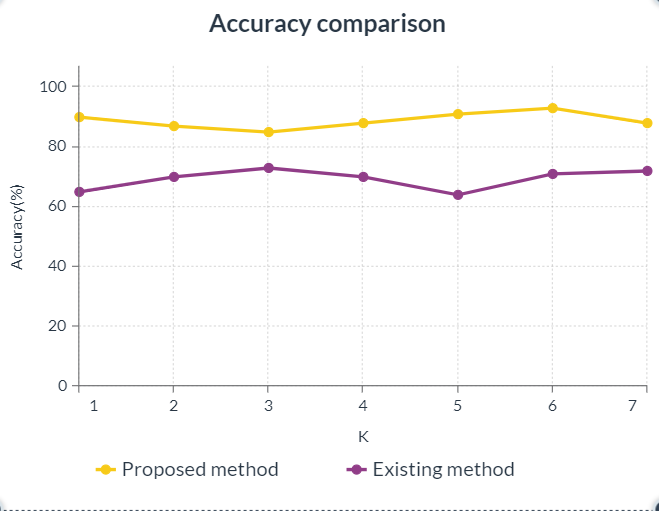 Accuracy comparison
100
80
60
40
20
0
Accuracy(%)
1 2 3 4 5 6 7
K
Proposed method Existing method